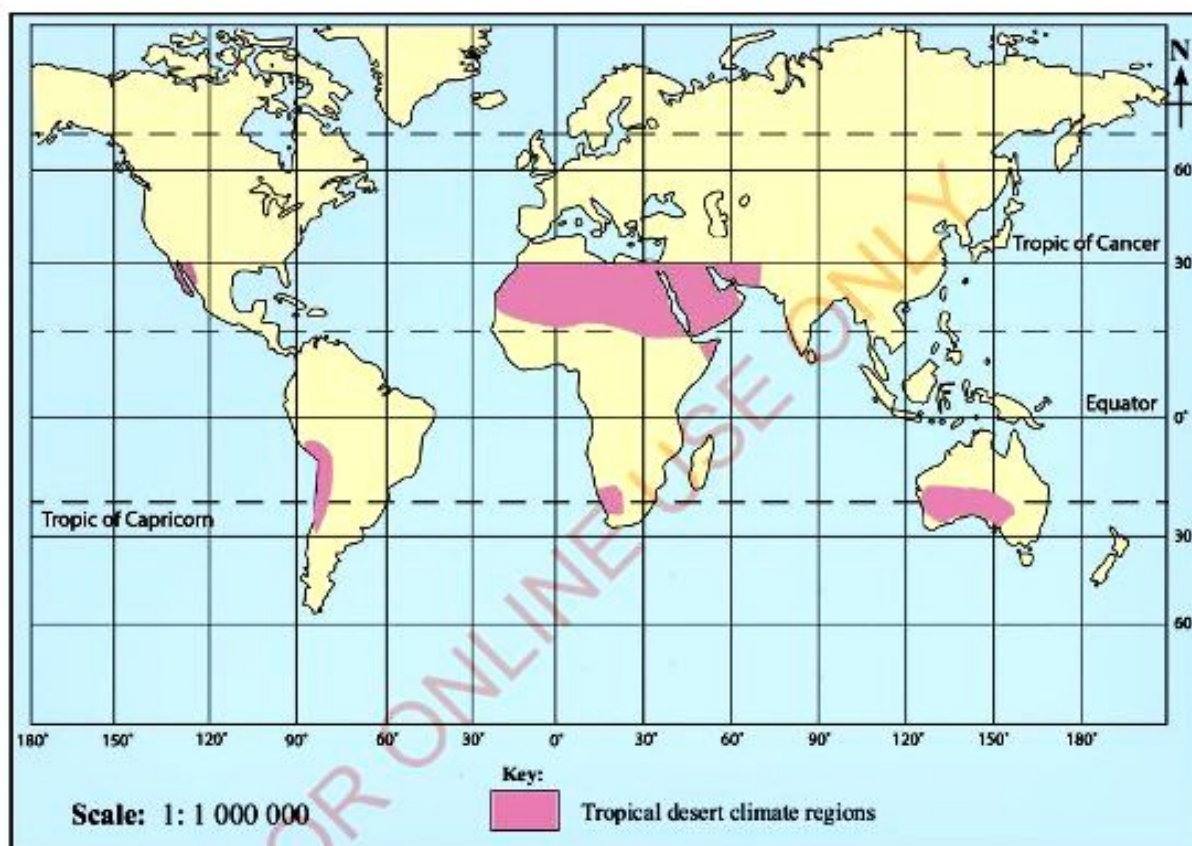 N
60
Tropic of Cancer
30
Equator
0°
Tropic of Capricorn
30
60
180° 150° 120° 90° 60° 30° 0° 30° 60° 90° 120° 150° 180°
Key:
Scale: 1: 1 000 000
Tropical desert climate regions
OR ONLINE USE ONLY